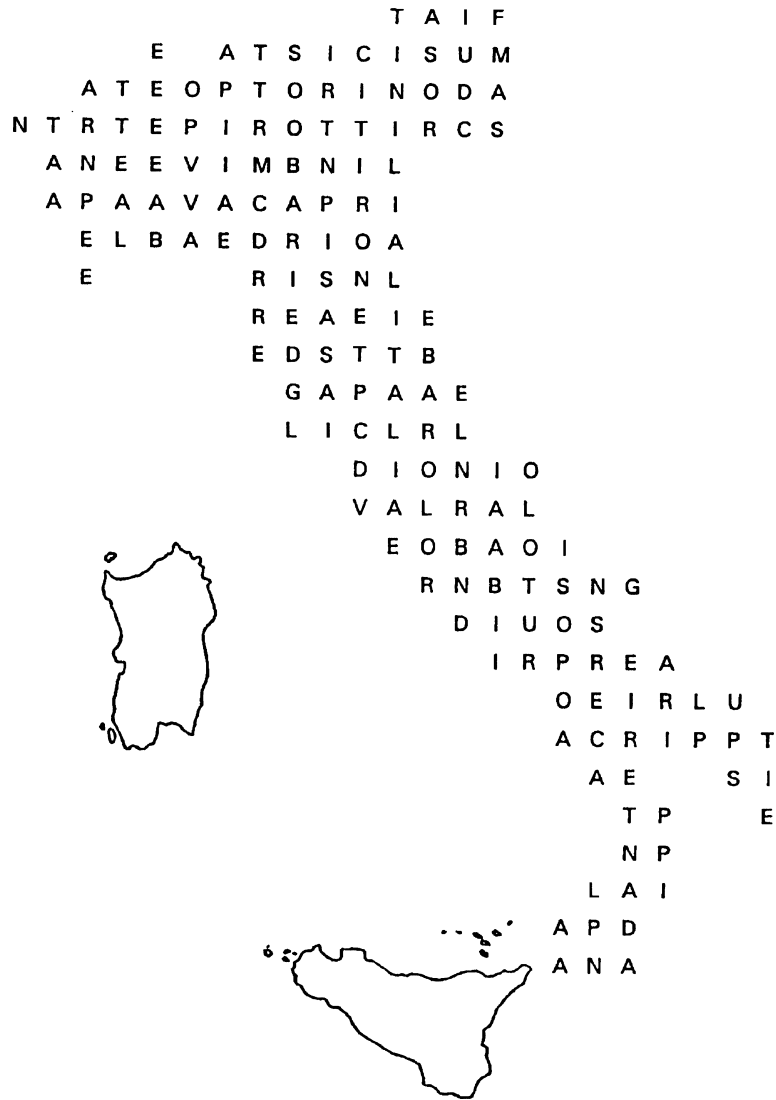 T A I F
E A T S I C I S U M
A T E O P T O R I N O D A
N T R T E P I R O T T I R C S
A N E E V I M B N I L
A P A A V A C A P R I
E L B A E D R I O A
E R I S N L
R E A E I E
E D S T T B
G A P A A E
L I C L R L
D I O N I O
V A L R A L
E O B A O I
R N B T S N G
D I U O S
I R P R E A
O E I R L U
A C R I P P T
A E S I
T P E
N P
L A I
A P D
A N A